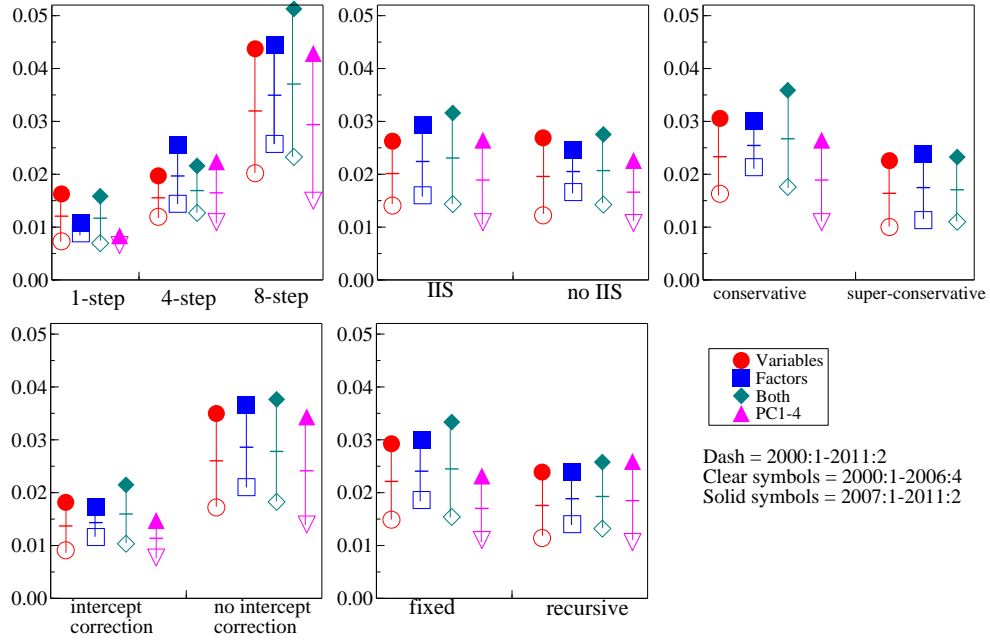 0.05
0.04
0.03
0.02
0.01
0.00
1-step 4-step 8-step
0.05
0.04
0.03
0.02
0.01
0.00
IIS no IIS
0.05
0.04
0.03
0.02
0.01
0.00
conservative super-conservative
0.05
0.04
0.03
0.02
0.01
0.00
intercept correction
no intercept correction
0.05
0.04
0.03
0.02
0.01
0.00
fixed recursive
Variables
Factors
Both
PC1-4
Dash = 2000:1-2011:2
Clear symbols = 2000:1-2006:4
Solid symbols = 2007:1-2011:2